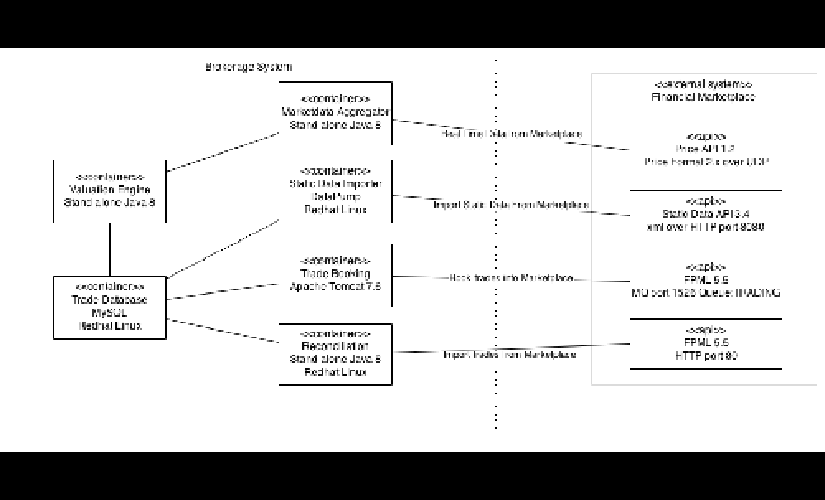 Brokerage System
<<container>>
Marketdata Aggregator
Stand alone Java 8
<<container>>
Static Data Importer
DataPump
Redhat Linux
<<container>>
Valuation Engine
Stand alone Java 8
<<container>>
Trade Booking
Apache Tomcat 7.5
<<container>>
Trade Database
MySQL
Redhat Linux
<<container>>
Reconciliation
Stand alone Java 8
Redhat Linux
Real Time Data from Marketplace
Import Static Data From Marketplace
Book trades into Marketplace
Import trades from Marketplace
<<external system>>
Financial Marketplace
<<api>>
Price API 1.2
Price Format 2.x over UDP
<<api>>
Static Data API 3.4
xml over HTTP port 8080
<<api>>
FPML 5.5
MQ port 1526 Queue: TRADING
<<api>>
FPML 5.5
HTTP port 80